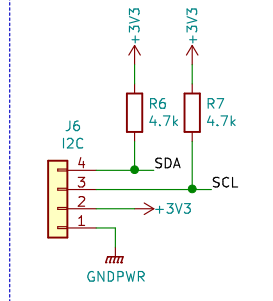 +3V3 +3V3
R6 R7
4.7k 4.7k
J6
I2C
4 SDA
3 SCL
2 +3V3
1
GNDPWR